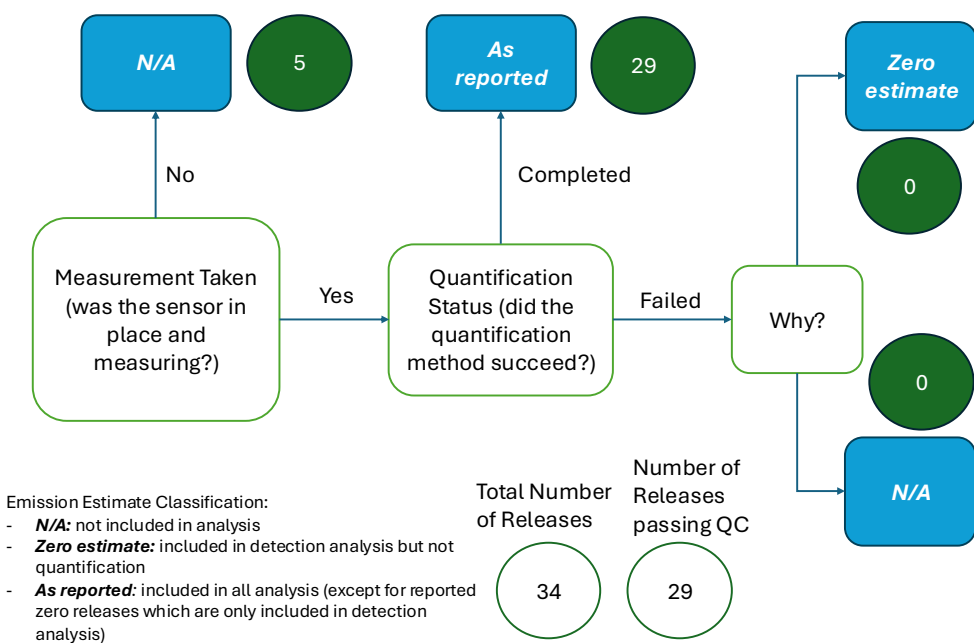 N/A
5
As
reported
29
Zero
estimate
0
No
Completed
Measurement Taken
(was the sensor in
place and
measuring?)
Yes
Quantification
Status (did the
quantification
method succeed?)
Failed
Why?
0
N/A
Emission Estimate Classification:
- N/A: not included in analysis
- Zero estimate: included in detection analysis but not
quantification
- As reported: included in all analysis (except for reported
zero releases which are only included in detection
analysis)
Total Number
of Releases
34
Number of
Releases
passing QC
29